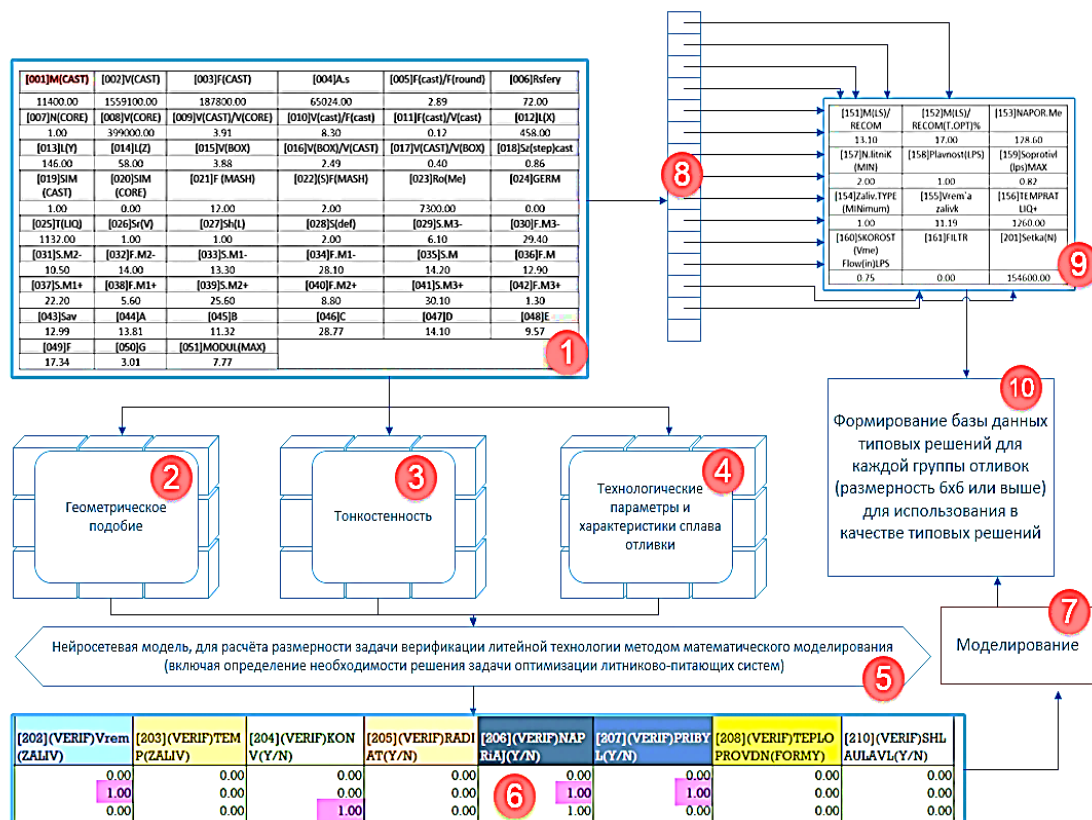 [001]M(CAST) [002]V(CAST) [003]F(CAST) [004]A.s [005]F(cast)/F(round) [006]Rsfery
11400.00 1559100.00 187800.00 65024.00 2.89 72.00
[007]N(CORE) [008]V(CORE) [009]V(CAST)/V(CORE) [010]V(cast)/F(cast) [011]F(cast)/V(cast) [012]L(X)
1.00 399000.00 3.91 8.30 0.12 458.00
[013]L(Y) [014]L(Z) [015]V(BOX) [016]V(BOX)/V(CAST) [017]V(CAST)/V(BOX) [018]Sz(step)cast
146.00 58.00 3.88 2.49 0.40 0.86
[019]SIM (CAST) [020]SIM (CORE) [021]F (MASH) [022](S)F(MASH) [023]Ro(Me) [024]GERM
1.00 0.00 12.00 2.00 7300.00 0.00
[025]T(LIQ) [026]Sr(V) [027]Sh(L) [028]S(def) [029]S.M3- [030]F.M3-
1132.00 1.00 1.00 2.00 6.10 29.40
[031]S.M2- [032]F.M2- [033]S.M1- [034]F.M1- [035]S.M [036]F.M
10.50 14.00 13.30 28.10 14.20 12.90
[037]S.M1+ [038]F.M1+ [039]S.M2+ [040]F.M2+ [041]S.M3+ [042]F.M3+
22.20 5.60 25.60 8.80 30.10 1.30
[043]Sav [044]A [045]B [046]C [047]D [048]E
12.99 13.81 11.32 28.77 14.10 9.57
[049]F [050]G [051]MODUL(MAX)
17.34 3.01 7.77
1
8
[151]M(LS)/ [152]M(LS)/ [153]NAPOR.Me
RECOM RECOM(T.OPT)%
13.10 17.00 128.60
[157]N.litniK [158]Plavnost(LPS) [159]Soprotivl
(MIN) (lps)MAX
2.00 1.00 0.82
[154]Zaliv.TYPE [155]Vrem'a [156]TEMPRAT
(MINimum) zalivk LIQ+
1.00 11.19 1260.00
[160]SKOROST [161]FILTR [201]Setka(N)
(Vme)
Flow(in)LPS
0.75 0.00 154600.00
9
10
Формирование базы данных
типовых решений для
каждой группы отливок
(размерность 6х6 или выше)
для использования в
качестве типовых решений
2
Геометрическое
подобие
3
Тонкостенность
4
Технологические
параметры и
характеристики сплава
отливки
7
Моделирование
Нейросетевая модель, для расчёта размерности задачи верификации литейной технологии методом математического моделирования
(включая определение необходимости решения задачи оптимизации литниково-питающих систем)
5
[202](VERIF)Vrem [203](VERIF)TEM [204](VERIF)KON [205](VERIF)RADI [206](VERIF)NAP [207](VERIF)PRIBY [208](VERIF)TEPLO [210](VERIF)SHL
(ZALIV) P(ZALIV) V(Y/N) AT(Y/N) RiAJ(Y/N) L(Y/N) PROVDN(FORMY) AULAVL(Y/N)
0.00 0.00 0.00 0.00 0.00 0.00 0.00 0.00
1.00 0.00 0.00 0.00 1.00 1.00 0.00 0.00
0.00 0.00 1.00 0.00 1.00 0.00 0.00 0.00
6